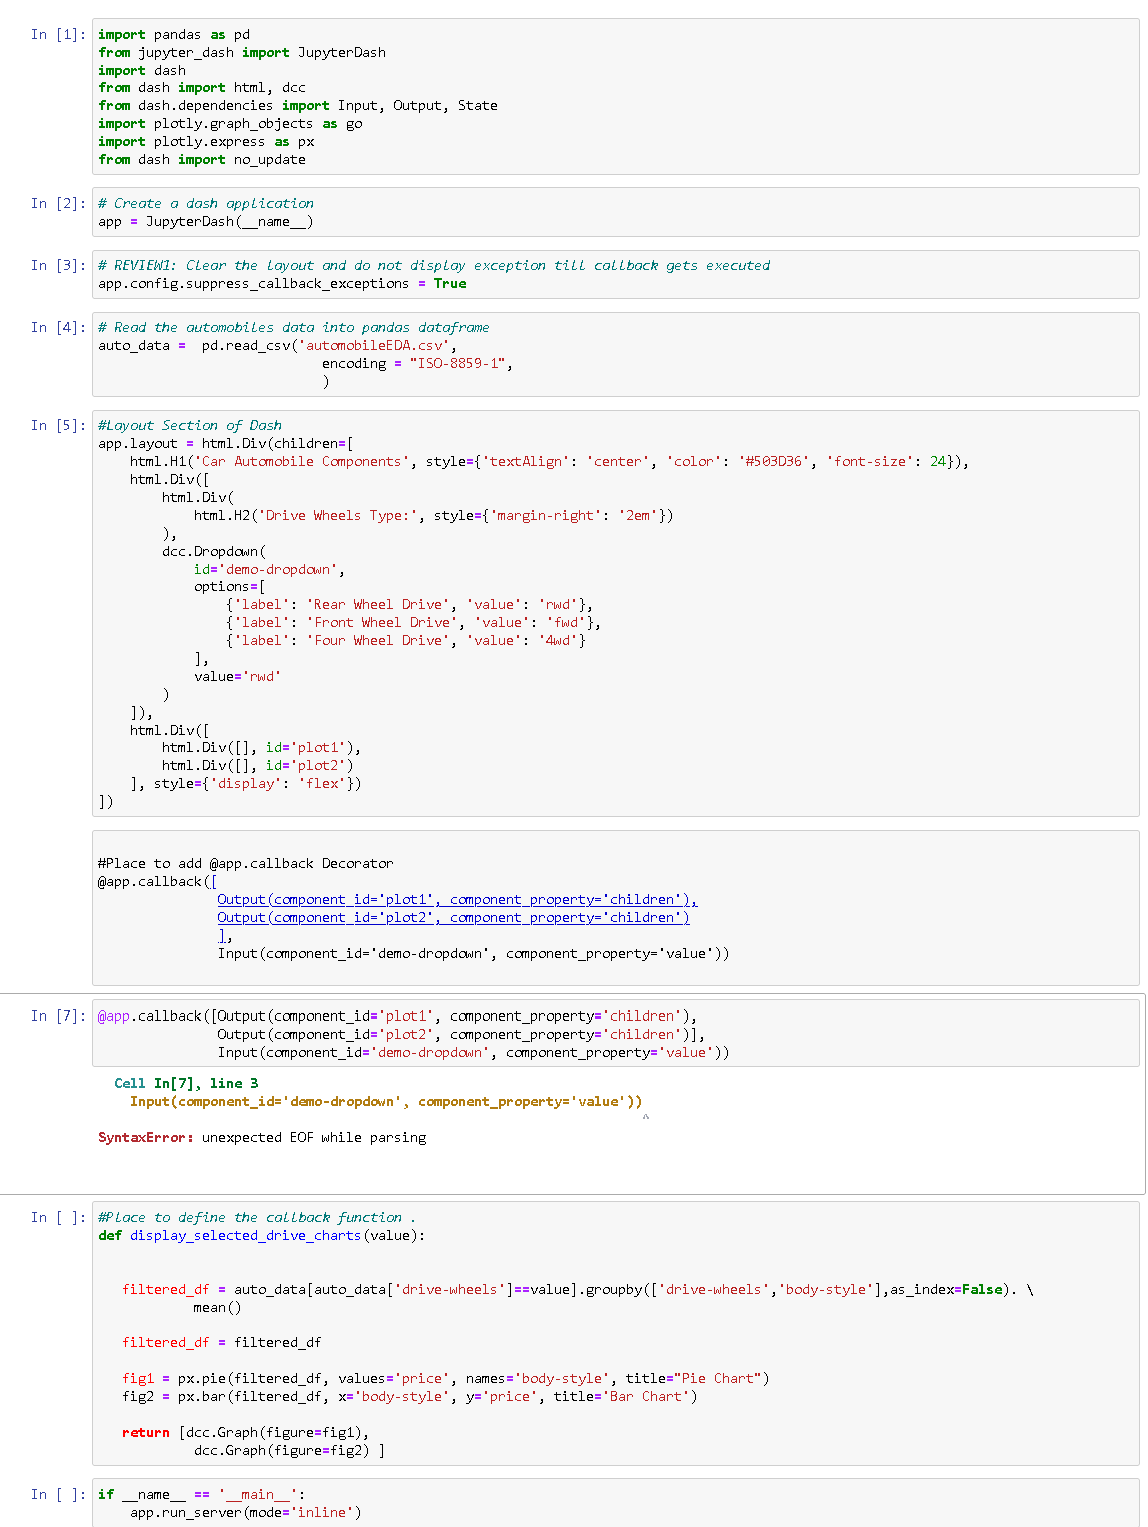 In [1]: import pandas as pd
from jupyter_dash import JupyterDash
import dash
from dash import html, dcc
from dash.dependencies import Input, Output, State
import plotly.graph_objects as go
import plotly.express as px
from dash import no_update
In [2]: # Create a dash application
app = JupyterDash(__name__)
In [3]: # REVIEW1: Clear the layout and do not display exception till callback gets executed
app.config.suppress_callback_exceptions = True
In [4]: # Read the automobiles data into pandas dataframe
auto_data =  pd.read_csv('automobileEDA.csv',
                            encoding = "ISO-8859-1",
                            )
In [5]: #Layout Section of Dash
app.layout = html.Div(children=[
    html.H1('Car Automobile Components', style={'textAlign': 'center', 'color': '#503D36', 'font-size': 24}),
    html.Div([
        html.Div(
            html.H2('Drive Wheels Type:', style={'margin-right': '2em'})
        ),
        dcc.Dropdown(
            id='demo-dropdown',
            options=[
                {'label': 'Rear Wheel Drive', 'value': 'rwd'},
                {'label': 'Front Wheel Drive', 'value': 'fwd'},
                {'label': 'Four Wheel Drive', 'value': '4wd'}
            ],
            value='rwd'
        )
    ]),
    html.Div([
        html.Div([], id='plot1'),
        html.Div([], id='plot2')
    ], style={'display': 'flex'})
])
#Place to add @app.callback Decorator
@app.callback([
               Output(component_id='plot1', component_property='children'),
               Output(component_id='plot2', component_property='children')
               ],
               Input(component_id='demo-dropdown', component_property='value'))
In [7]: @app.callback([Output(component_id='plot1', component_property='children'),
               Output(component_id='plot2', component_property='children')],
               Input(component_id='demo-dropdown', component_property='value'))
  Cell In[7], line 3
    Input(component_id='demo-dropdown', component_property='value'))
                                                                    ^
SyntaxError: unexpected EOF while parsing
In [ ]: #Place to define the callback function .
def display_selected_drive_charts(value):
   filtered_df = auto_data[auto_data['drive-wheels']==value].groupby(['drive-wheels','body-style'],as_index=False). \
            mean()
   filtered_df = filtered_df
   fig1 = px.pie(filtered_df, values='price', names='body-style', title="Pie Chart")
   fig2 = px.bar(filtered_df, x='body-style', y='price', title='Bar Chart')
   return [dcc.Graph(figure=fig1),
            dcc.Graph(figure=fig2) ]
In [ ]: if __name__ == '__main__':
    app.run_server(mode='inline')